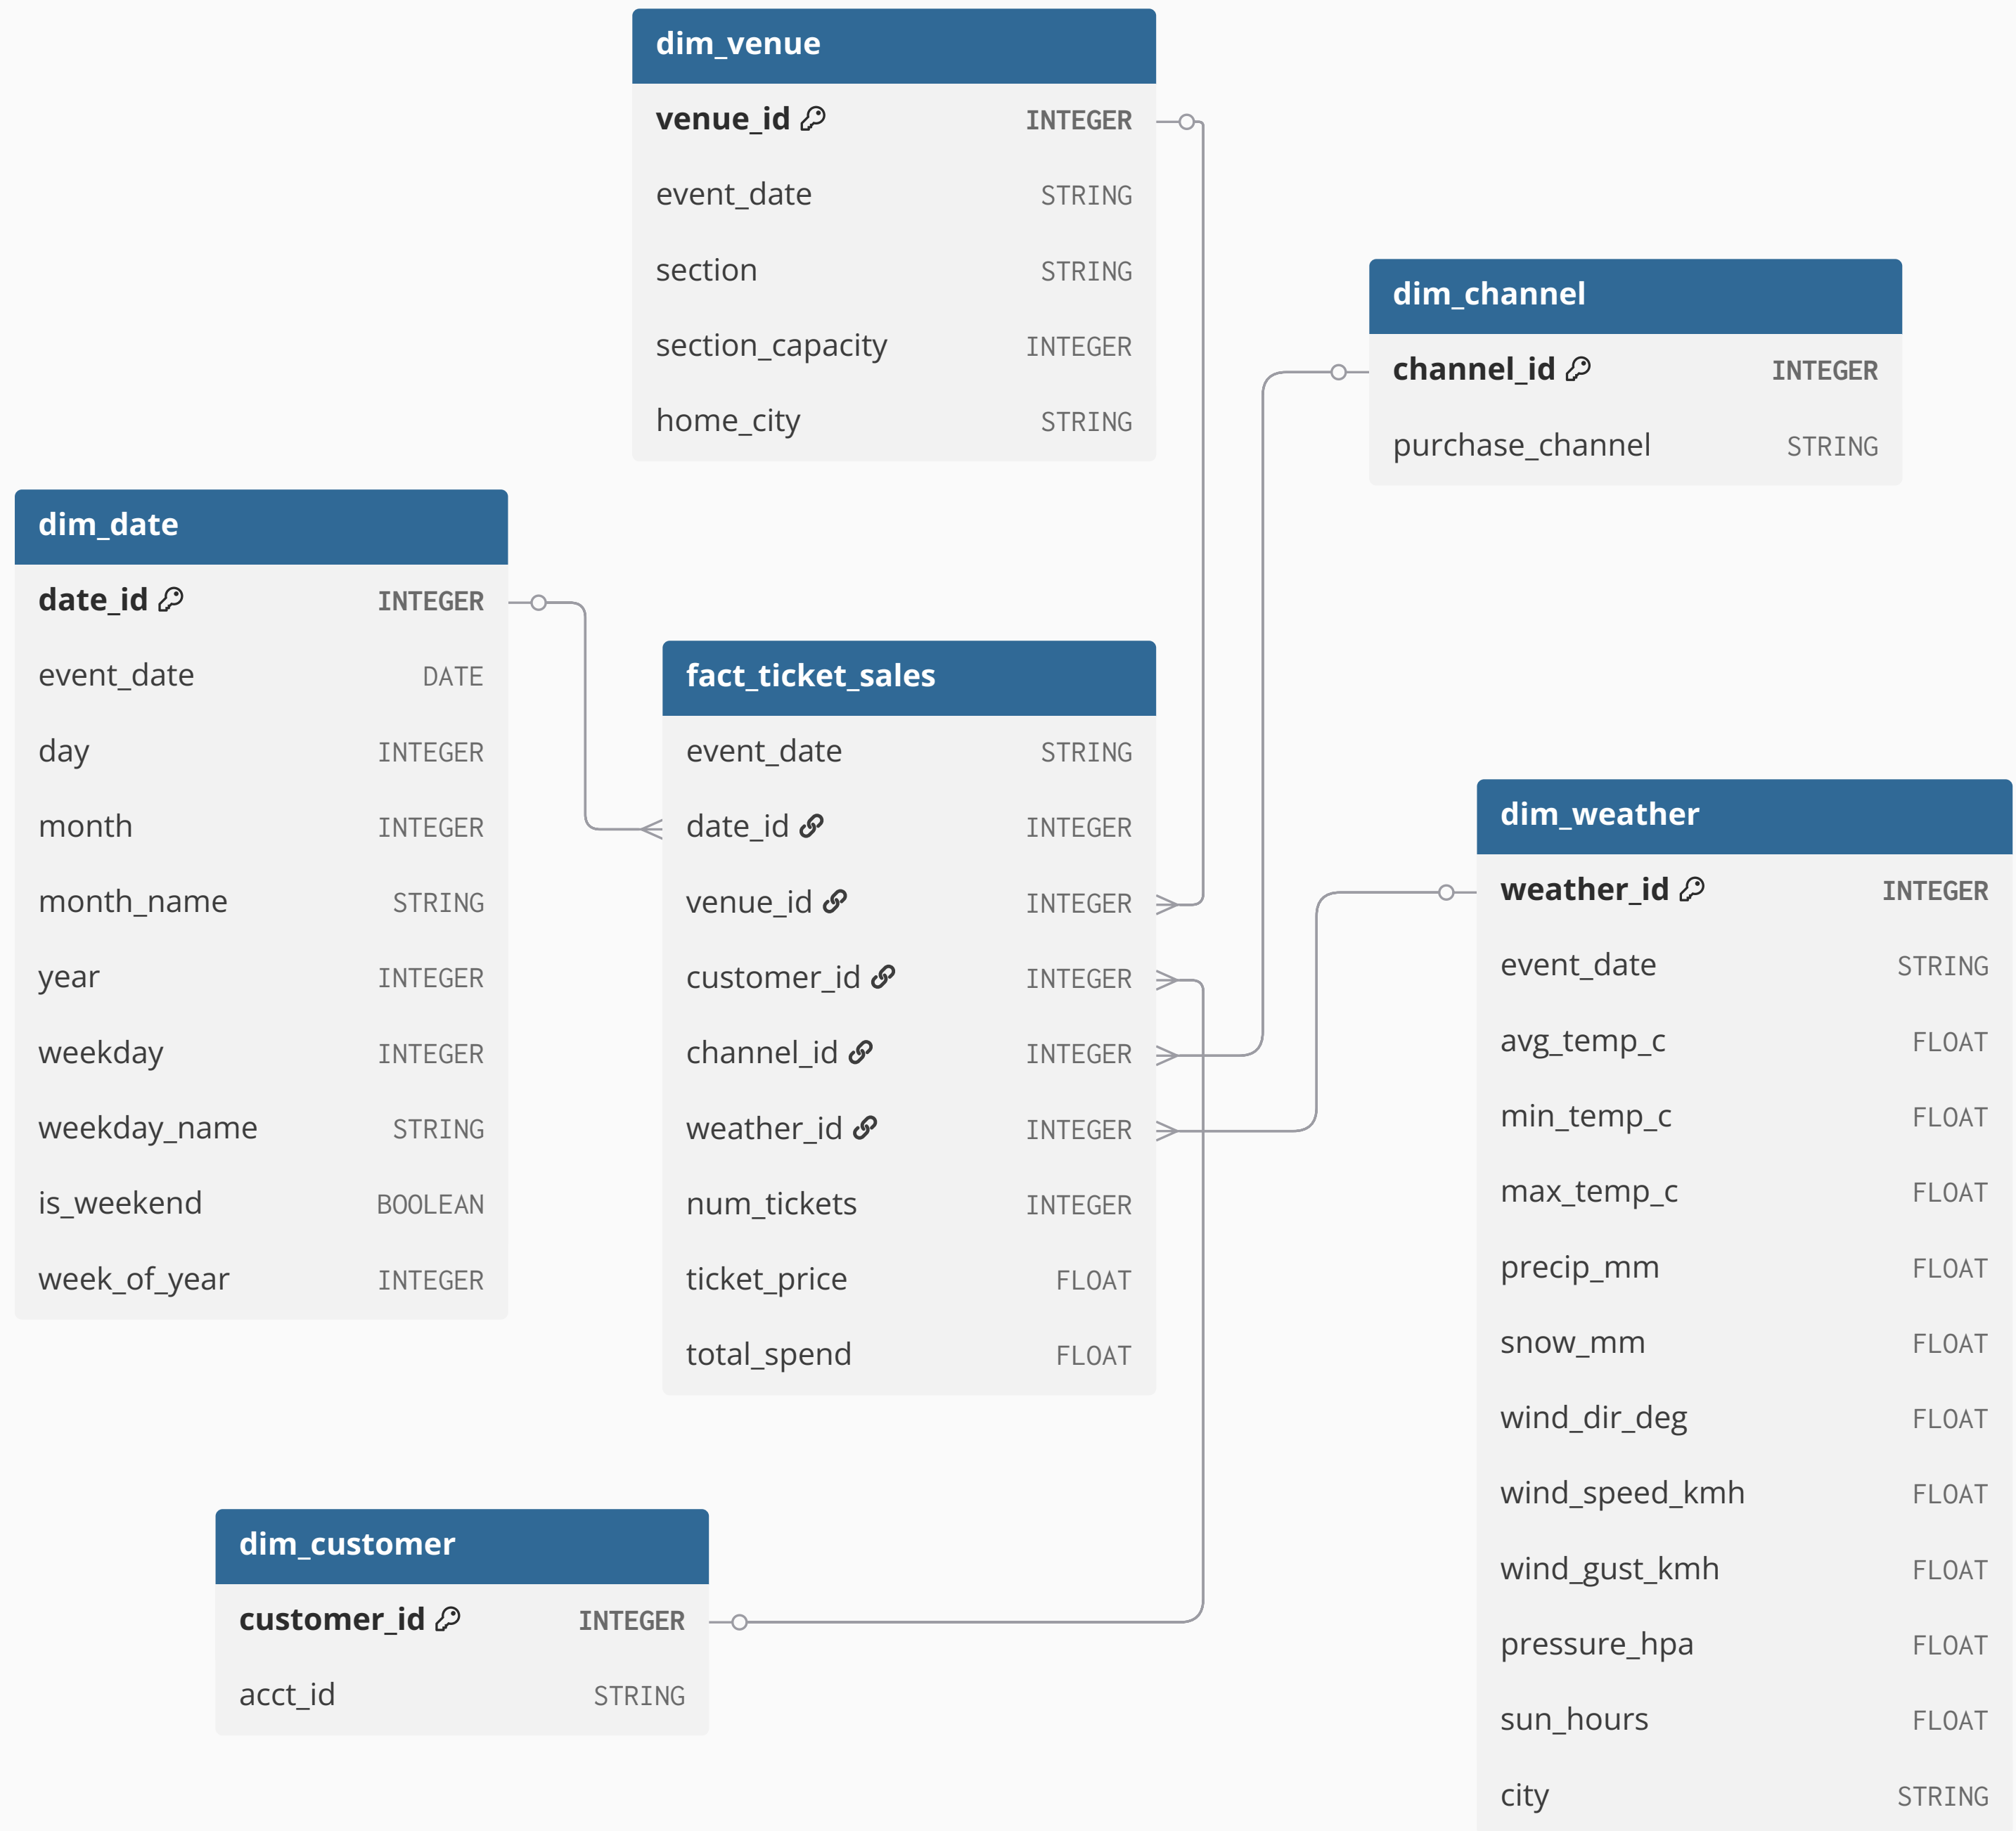 dim_venue
venue_id INTEGER
event_date STRING
section STRING
section_capacity INTEGER
home_city STRING
dim_channel
channel_id INTEGER
purchase_channel STRING
dim_date
date_id INTEGER
event_date DATE
day INTEGER
month INTEGER
month_name STRING
year INTEGER
weekday INTEGER
weekday_name STRING
is_weekend BOOLEAN
week_of_year INTEGER
fact_ticket_sales
event_date STRING
date_id INTEGER
venue_id INTEGER
customer_id INTEGER
channel_id INTEGER
weather_id INTEGER
num_tickets INTEGER
ticket_price FLOAT
total_spend FLOAT
dim_weather
weather_id INTEGER
event_date STRING
avg_temp_c FLOAT
min_temp_c FLOAT
max_temp_c FLOAT
precip_mm FLOAT
snow_mm FLOAT
wind_dir_deg FLOAT
wind_speed_kmh FLOAT
wind_gust_kmh FLOAT
pressure_hpa FLOAT
sun_hours FLOAT
city STRING
dim_customer
customer_id INTEGER
acct_id STRING